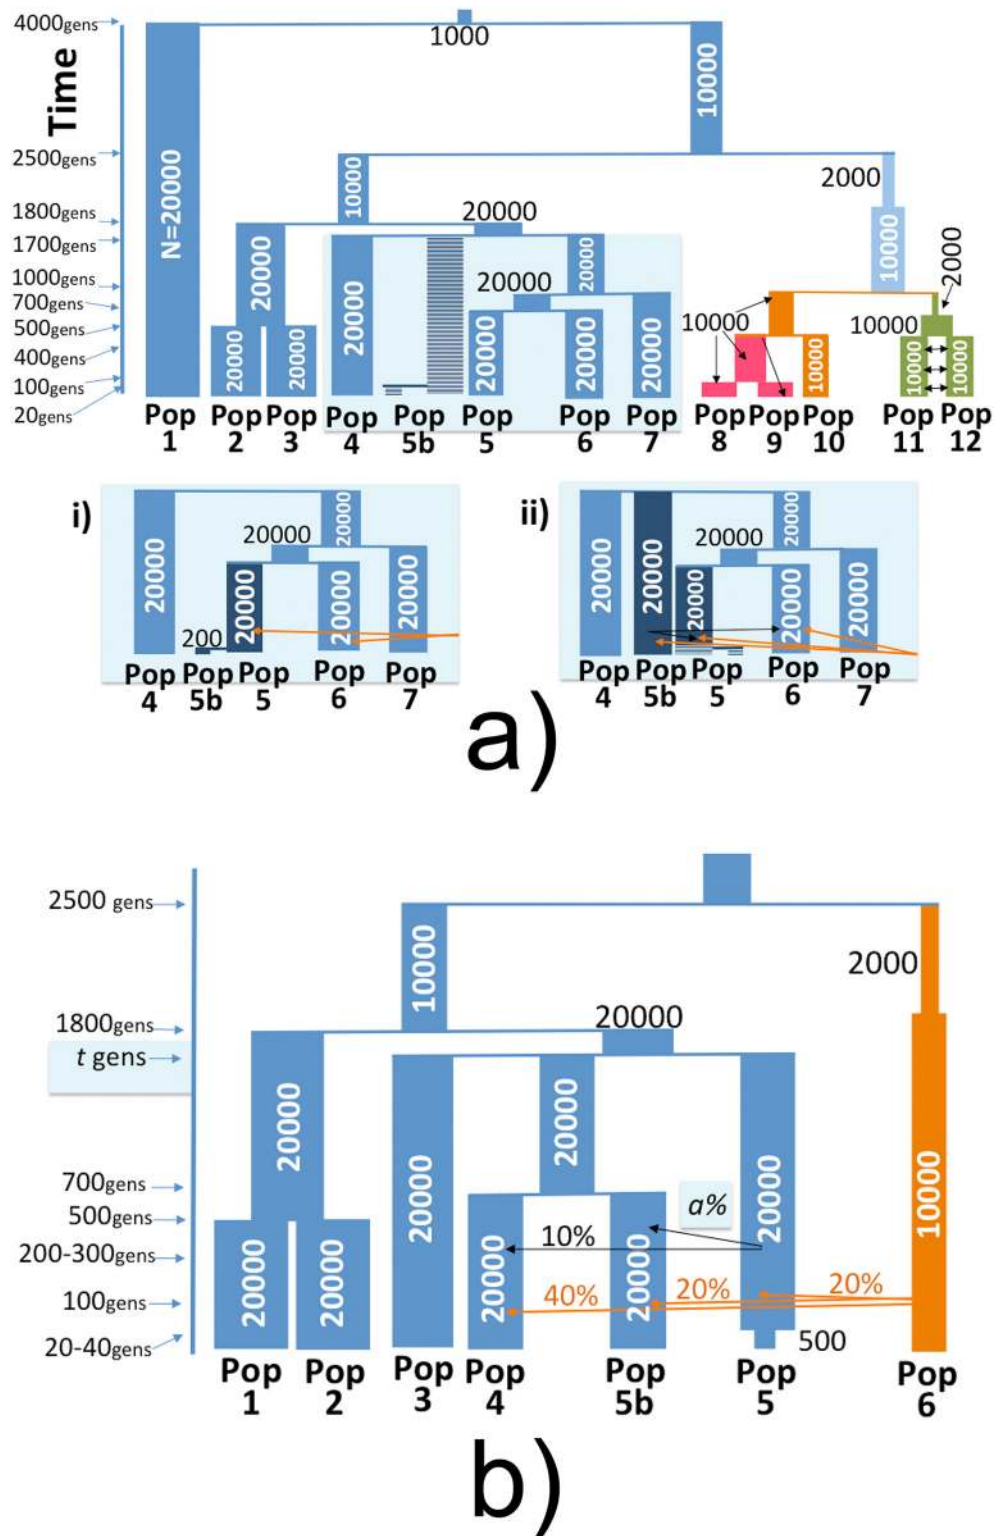 4000gens
1000
Time
10000
N=20000
2500gens
10000
2000
1800gens
20000
1700gens
10000
20000
20000
1000gens
20000
2000
700gens
20000
10000
10000
500gens
400gens
20000
20000
20000
20000
20000
10000
10000
10000
100gens
20gens
Pop Pop Pop Pop Pop Pop Pop Pop Pop Pop Pop Pop Pop
1 2 3 4 5b 5 6 7 8 9 10 11 12
i)
20000
20000
20000
20000
20000
20000
200
Pop Pop Pop Pop Pop
4 5b 5 6 7
ii)
20000
20000
20000
20000
20000
20000
20000
Pop Pop Pop Pop Pop
4 5b 5 6 7
a)
2500 gens
10000
2000
1800gens
20000
t gens
20000
20000
20000
20000
10000
700gens
a%
500gens
10%
200-300gens
20000
20000
20000
20000
40%
20%
20%
100gens
20-40gens
500
Pop Pop Pop Pop Pop Pop Pop
1 2 3 4 5b 5 6
b)